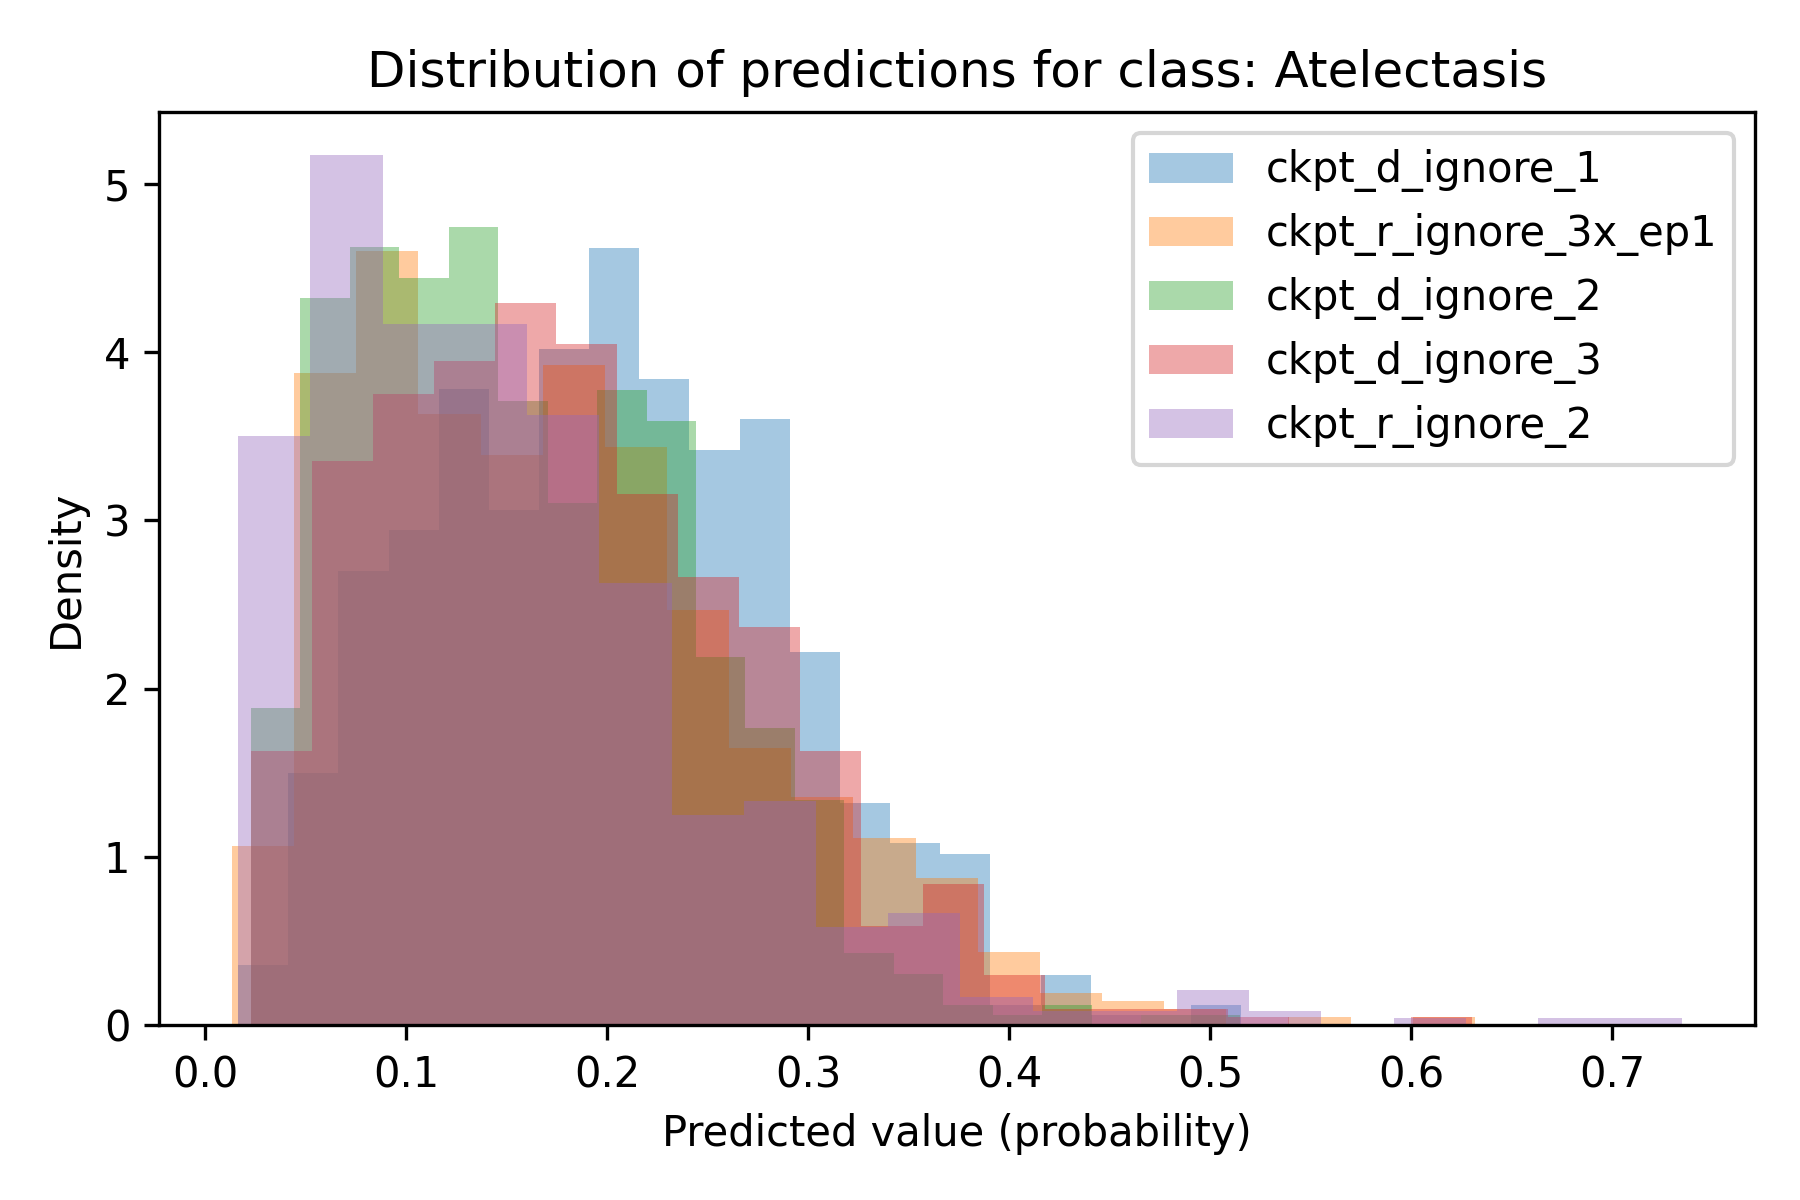 Distribution of predictions for class: Atelectasis
ckpt_d_ignore_1
ckpt_r_ignore_3x_ep1
ckpt_d_ignore_2
ckpt_d_ignore_3
ckpt_r_ignore_2
Density
5
4
3
2
1
0
0.0 0.1 0.2 0.3 0.4 0.5 0.6 0.7
Predicted value (probability)